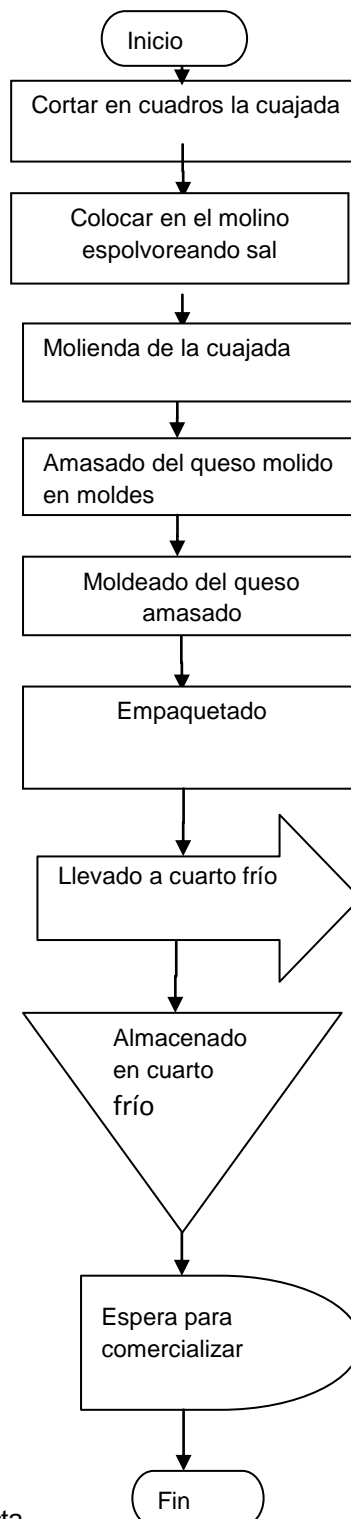 Inicio
Cortar en cuadros la cuajada
Colocar en el molino
espolvoreando sal
Molienda de la cuajada
Amasado del queso molido
en moldes
Moldeado del queso
amasado
Empaquetado
Llevado a cuarto frío
Almacenado
en cuarto
frío
Espera para
comercializar
Fin